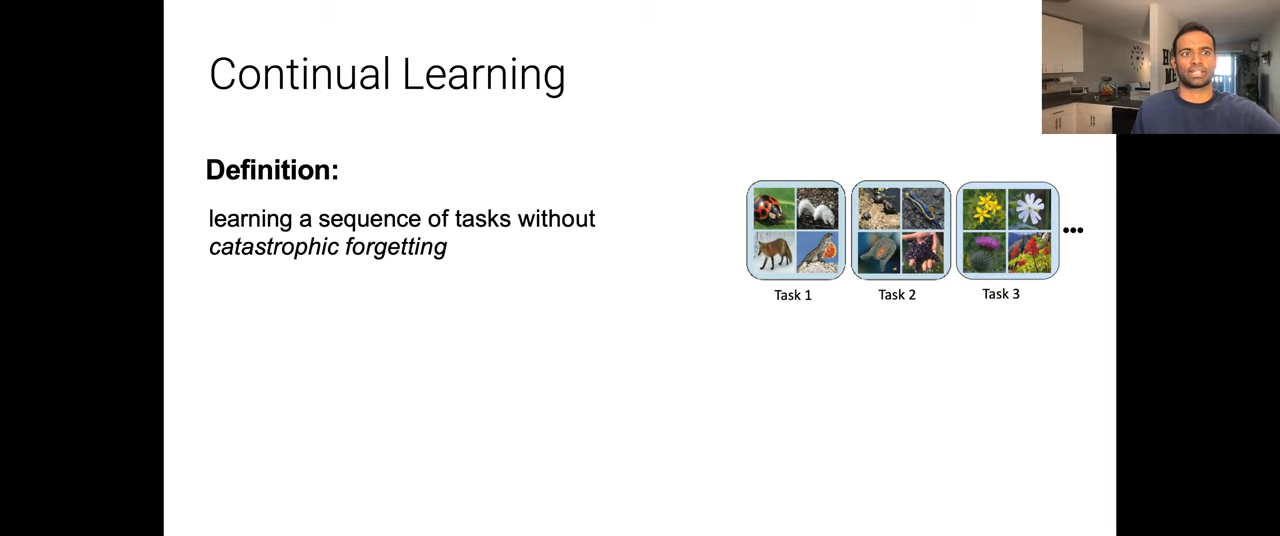 Continual Learning
Definition:
learning a sequence of tasks without
catastrophic forgetting
Task 1
Task 2
Task 3